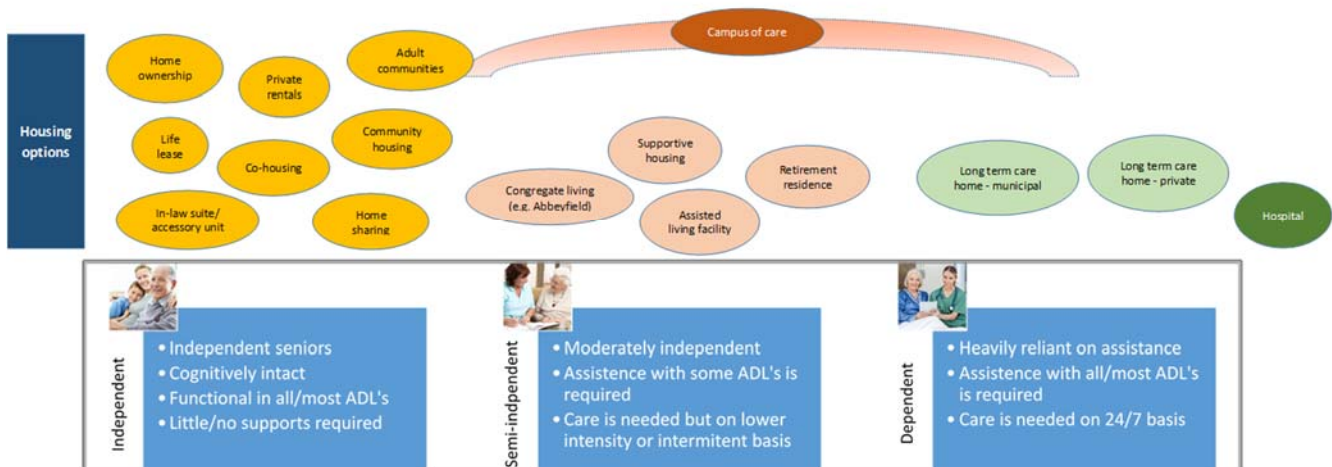 Housing
options
Home
ownership
Private
rentals
Adult
communities
Life
lease
Co-housing
Community
housing
In-law suite/
accessory unit
Home
sharing
Campus of care
Congregate living
(e.g. Abbeyfield)
Supportive
housing
Assisted
living facility
Retirement
residence
Long term care
home - municipal
Long term care
home - private
Hospital
Independent
• Independent seniors
• Cognitively intact
• Functional in all/most ADL's
• Little/no supports required
Semi-indpendent
• Moderately independent
• Assistence with some ADL's is
required
• Care is needed but on lower
intensity or intermitent basis
Dependent
• Heavily reliant on assistance
• Assistence with all/most ADL's
is required
• Care is needed on 24/7 basis